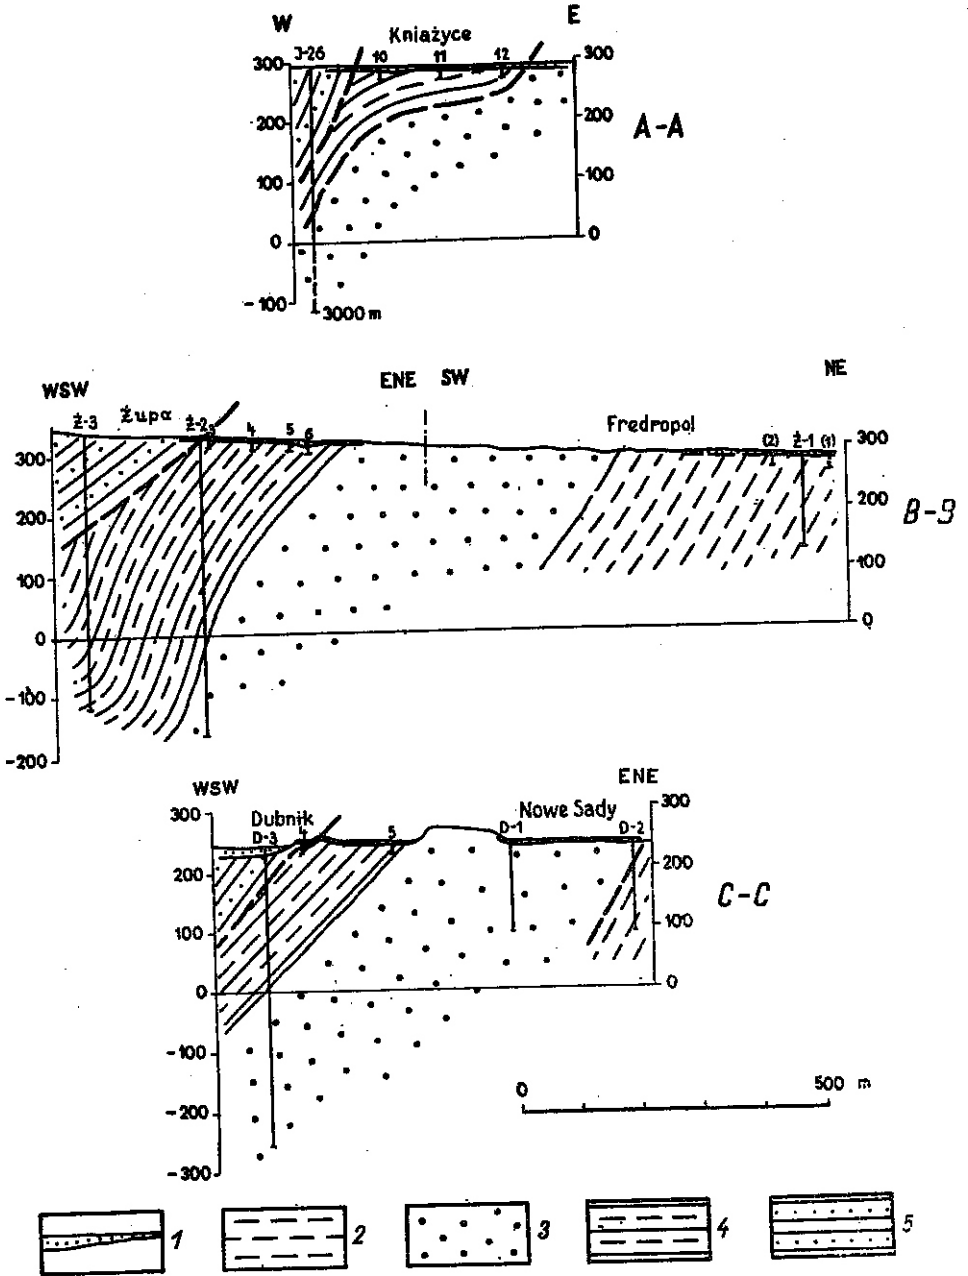 W E
Kniażyce
J-26 10 11 12
300 300
200 200
A-A
100 100
0 0
-100
3000 m
WSW ENE SW NE
Ż-3 Żupa Ż-2 3 4 5 6 Fredropol (2) Ż-1 (1)
300 300
200 200
B-B
100 100
0 0
-100
-200
WSW ENE
Dubnik Nowe Sady
300 D-3 4 5 D-1 D-2 300
200 200
C-C
100 100
0 0
-100
-200
-300
0 500 m
1 2 3 4 5